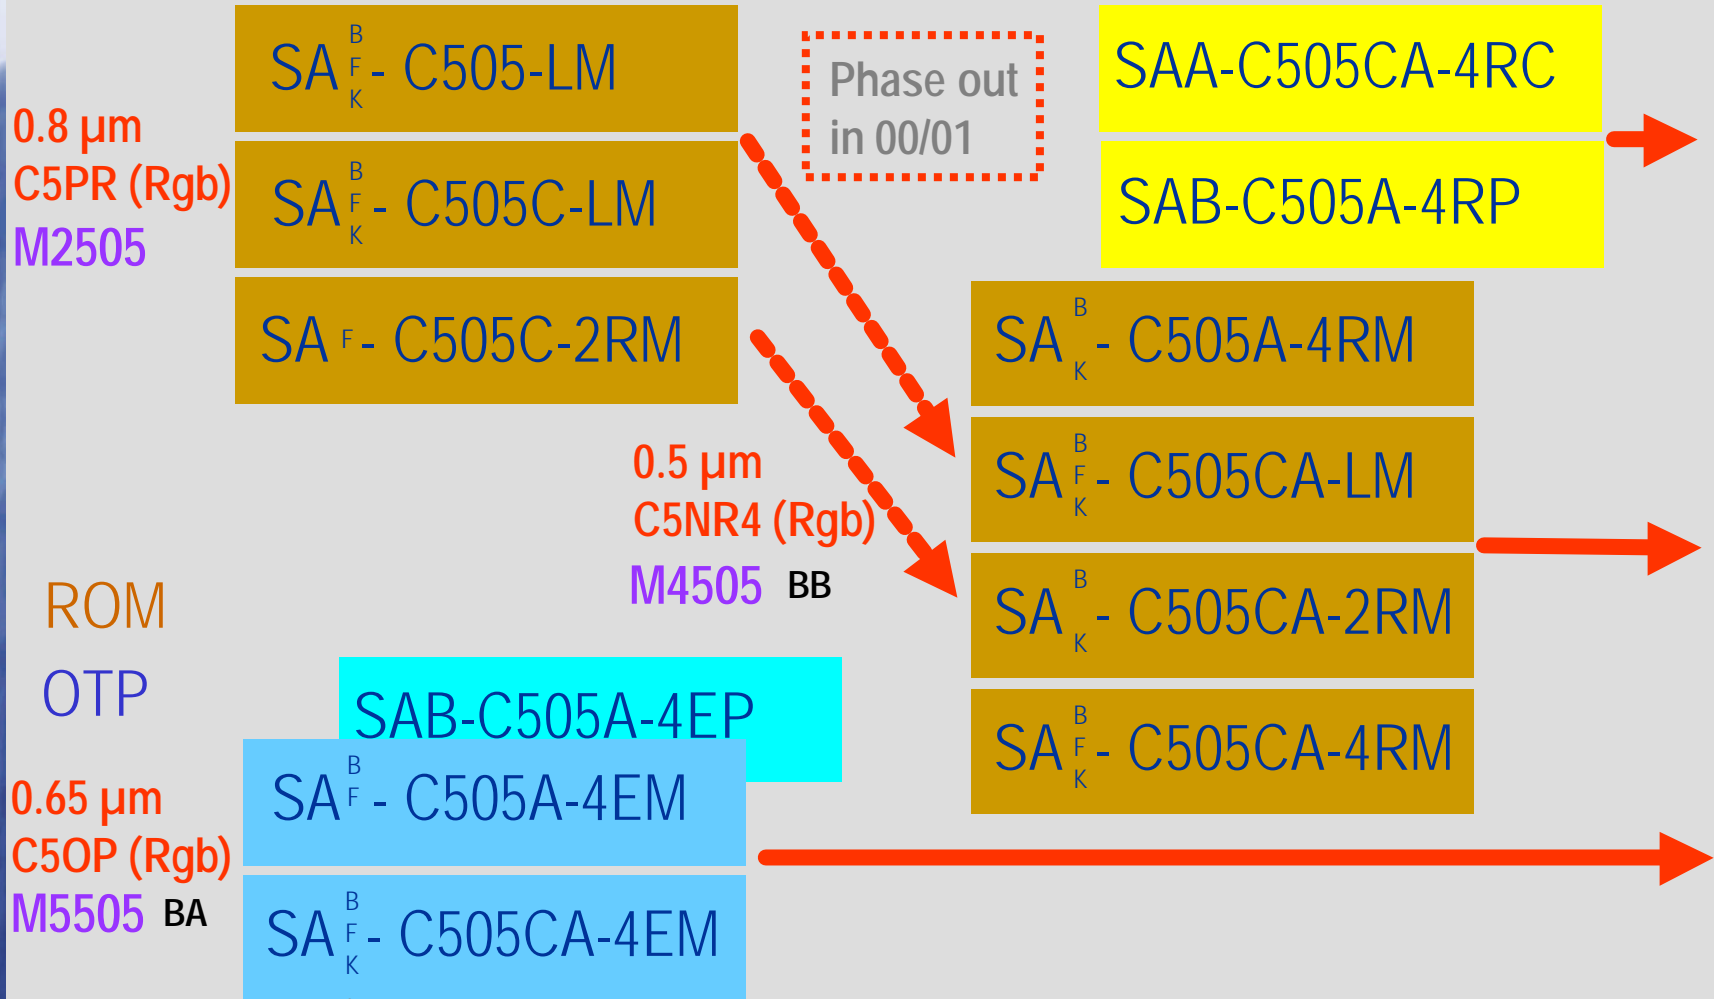 SA B F K - C505-LM
0.8 µm
C5PR (Rgb)
M2505
SA B F K - C505C-LM
SA F - C505C-2RM
Phase out
in 00/01
SAA-C505CA-4RC
SAB-C505A-4RP
0.5 µm
C5NR4 (Rgb)
M4505 BB
SA B K - C505A-4RM
SA B F K - C505CA-LM
SA B K - C505CA-2RM
SA B F K - C505CA-4RM
ROM
OTP
SAB-C505A-4EP
0.65 µm
C5OP (Rgb)
M5505 BA
SA B F - C505A-4EM
SA B F K - C505CA-4EM